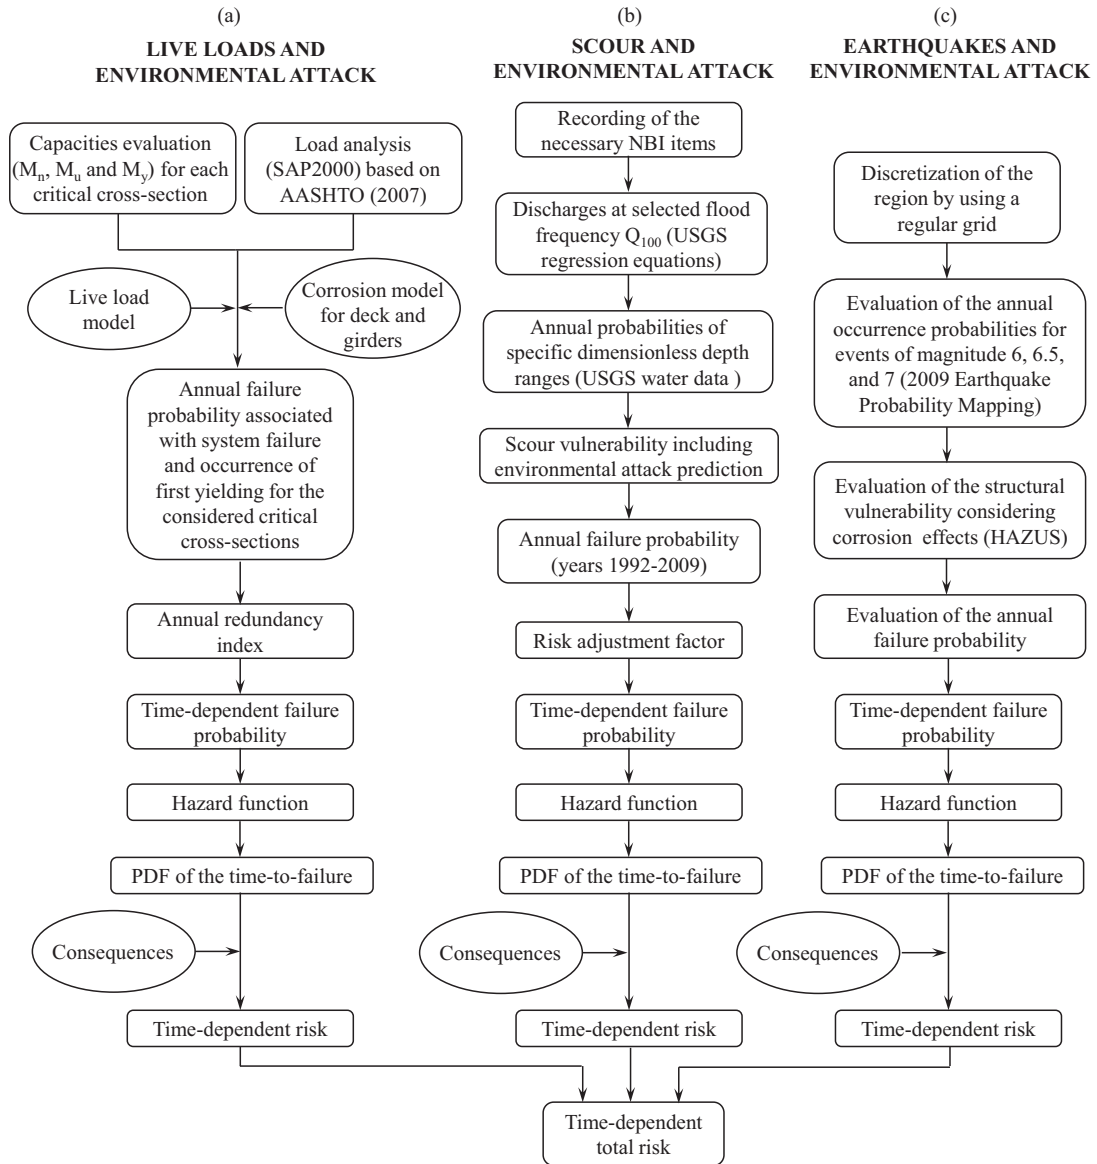 (a)
LIVE LOADS AND
ENVIRONMENTAL ATTACK
Capacities evaluation
(Mn, Mu and My) for each
critical cross-section
Load analysis
(SAP2000) based on
AASHTO (2007)
Live load
model
Corrosion model
for deck and
girders
Annual failure
probability associated
with system failure
and occurrence of
first yielding for the
considered critical
cross-sections
Annual redundancy
index
Time-dependent failure
probability
Hazard function
PDF of the time-to-failure
Consequences
Time-dependent risk
(b)
SCOUR AND
ENVIRONMENTAL ATTACK
Recording of the
necessary NBI items
Discharges at selected flood
frequency Q100 (USGS
regression equations)
Annual probabilities of
specific dimensionless depth
ranges (USGS water data )
Scour vulnerability including
environmental attack prediction
Annual failure probability
(years 1992-2009)
Risk adjustment factor
Time-dependent failure
probability
Hazard function
PDF of the time-to-failure
Consequences
Time-dependent risk
(c)
EARTHQUAKES AND
ENVIRONMENTAL ATTACK
Discretization of the
region by using a
regular grid
Evaluation of the annual
occurrence probabilities for
events of magnitude 6, 6.5,
and 7 (2009 Earthquake
Probability Mapping)
Evaluation of the structural
vulnerability considering
corrosion effects (HAZUS)
Evaluation of the annual
failure probability
Time-dependent failure
probability
Hazard function
PDF of the time-to-failure
Consequences
Time-dependent risk
Time-dependent
total risk